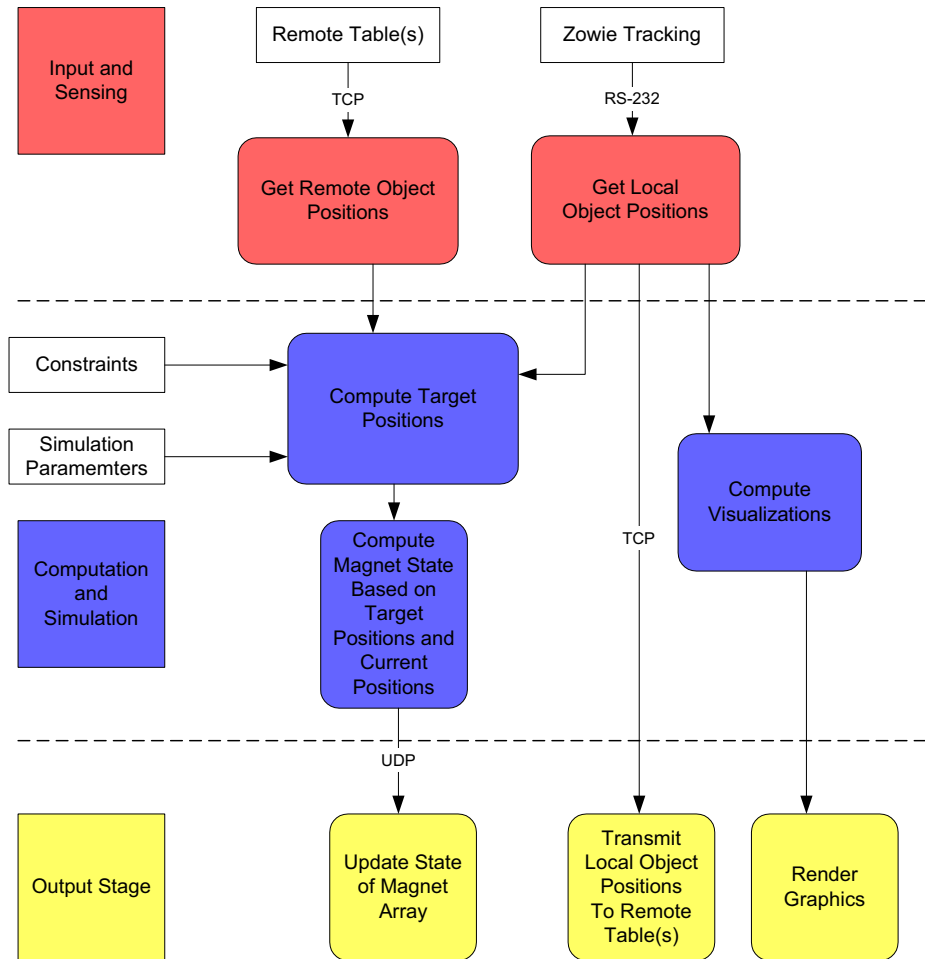 Remote Table(s)
Zowie Tracking
Input and
Sensing
TCP
RS-232
Get Remote Object
Positions
Get Local
Object Positions
Constraints
Compute Target
Positions
Simulation
Paramemters
Compute
Visualizations
Computation
and
Simulation
Compute
Magnet State
Based on
Target
Positions and
Current
Positions
TCP
UDP
Output Stage
Update State
of Magnet
Array
Transmit
Local Object
Positions
To Remote
Table(s)
Render
Graphics